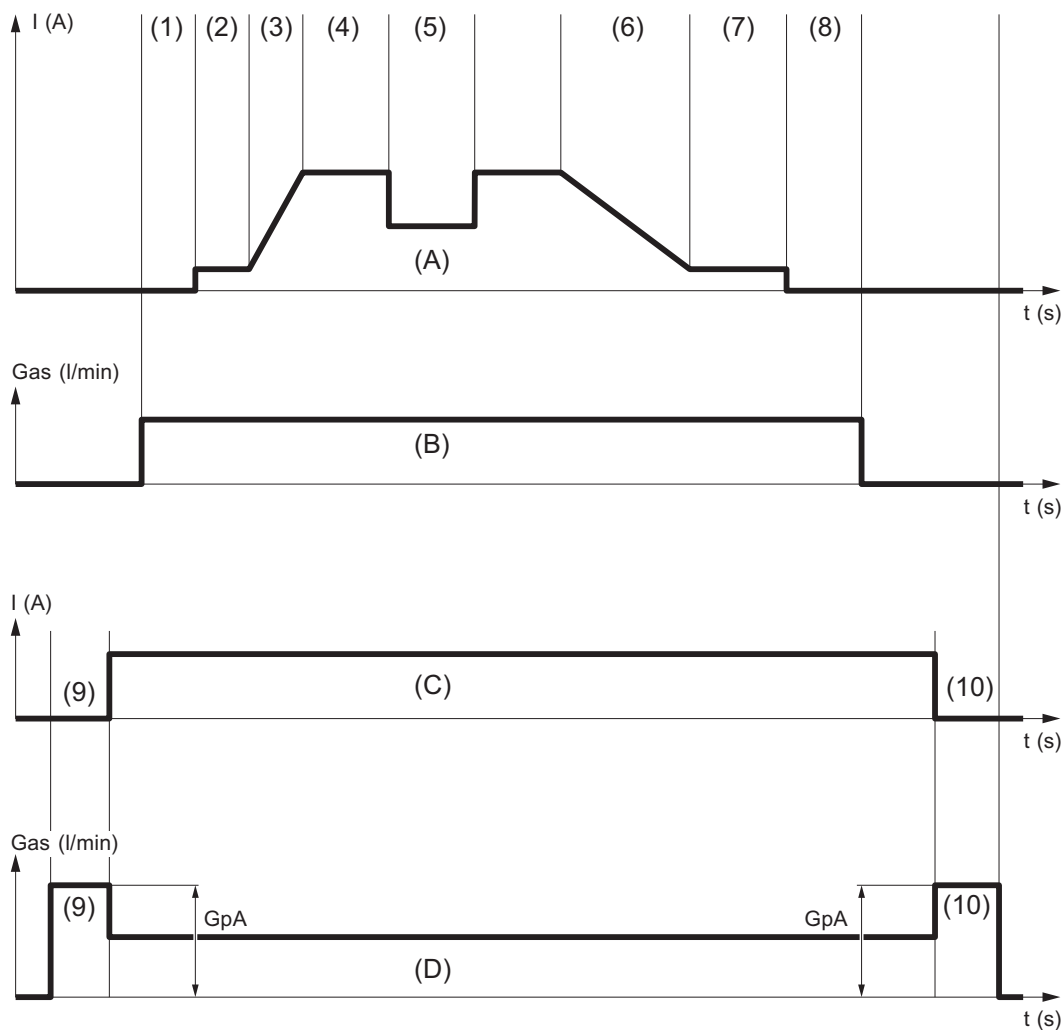 I (A)
(1) (2) (3) (4) (5) (6) (7) (8)
(A)
t (s)
Gas (l/min)
(B)
t (s)
I (A)
(9) (C) (10)
t (s)
Gas (l/min)
(9) GpA GpA (10)
(D)
t (s)